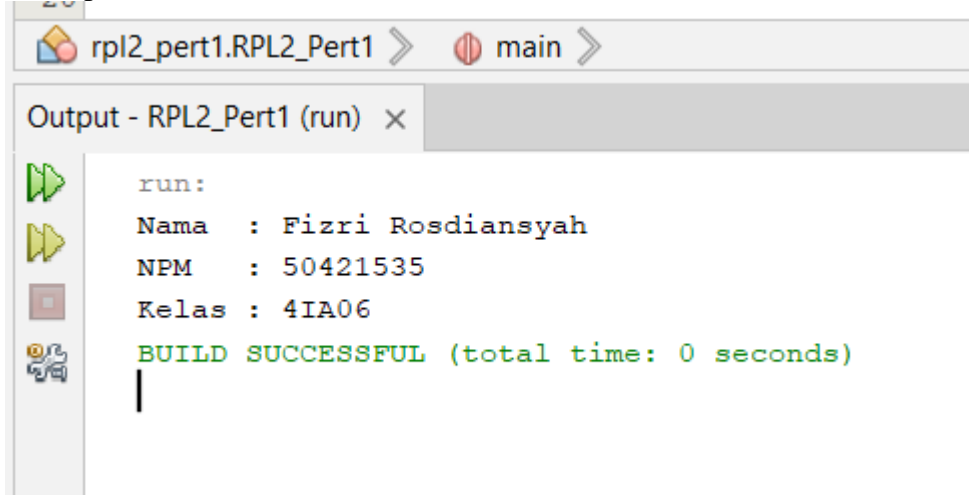 rpl2_pert1.RPL2_Pert1 main
Output - RPL2_Pert1 (run) ×
run:
Nama : Fizri Rosdiansyah
NPM : 50421535
Kelas : 4IA06
BUILD SUCCESSFUL (total time: 0 seconds)